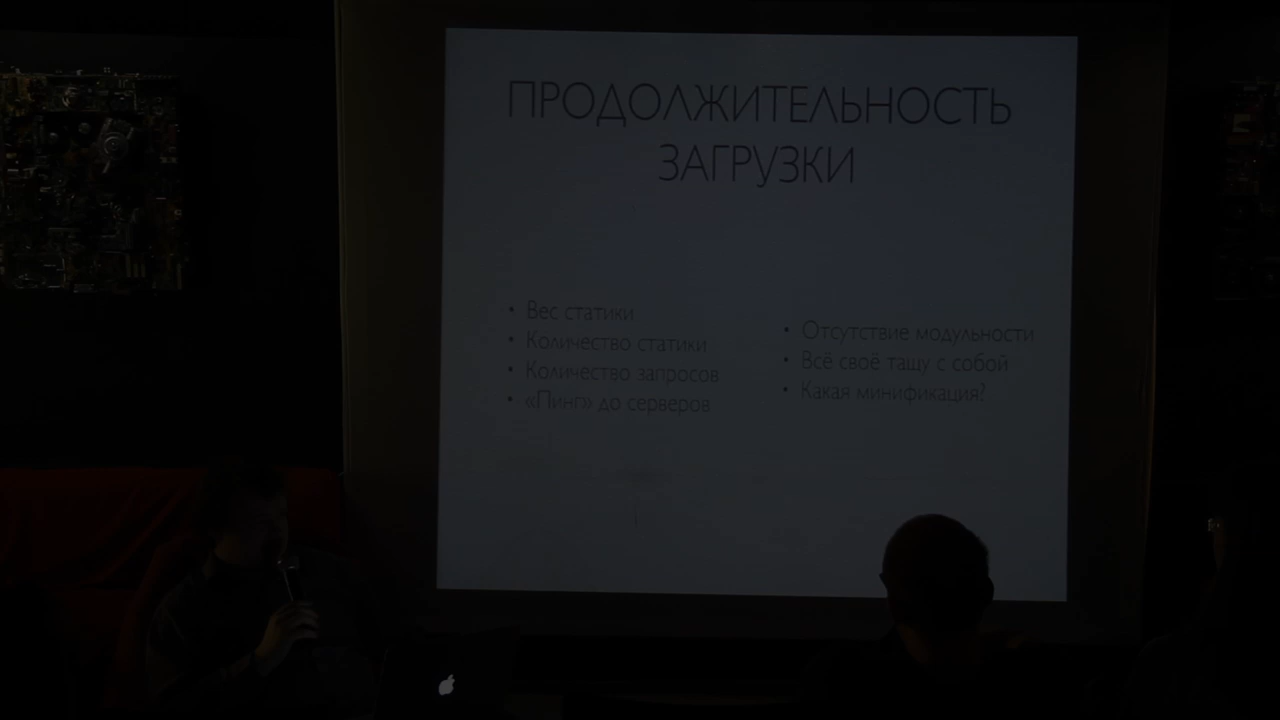 ПРОДОЛЖИТЕЛЬНОСТЬ
ЗАГРУЗКИ
• Вес статики
• Количество статики
• Количество запросов
• «Пинг» до серверов
• Отсутствие модульности
• Всё своё тащу с собой
• Какая минификация?